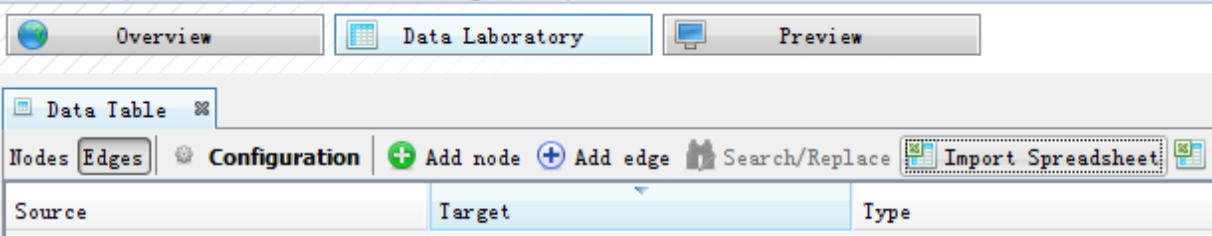 Overview Data Laboratory Preview
Data Table
Nodes Edges Configuration Add node Add edge Search/Replace Import Spreadsheet
Source Target Type